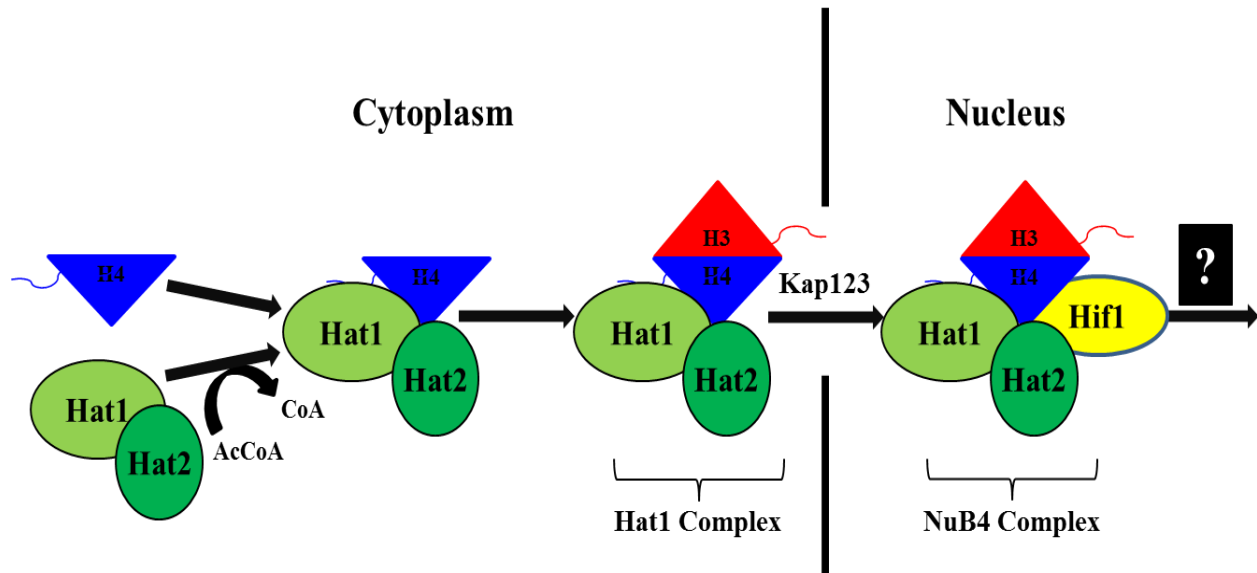 Cytoplasm
Nucleus
H4
Hat1
Hat2
AcCoA
CoA
H4
Hat1
Hat2
H3
H4
Hat1
Hat2
Hat1 Complex
Kap123
H3
H4
Hat1
Hat2
Hif1
NuB4 Complex
?